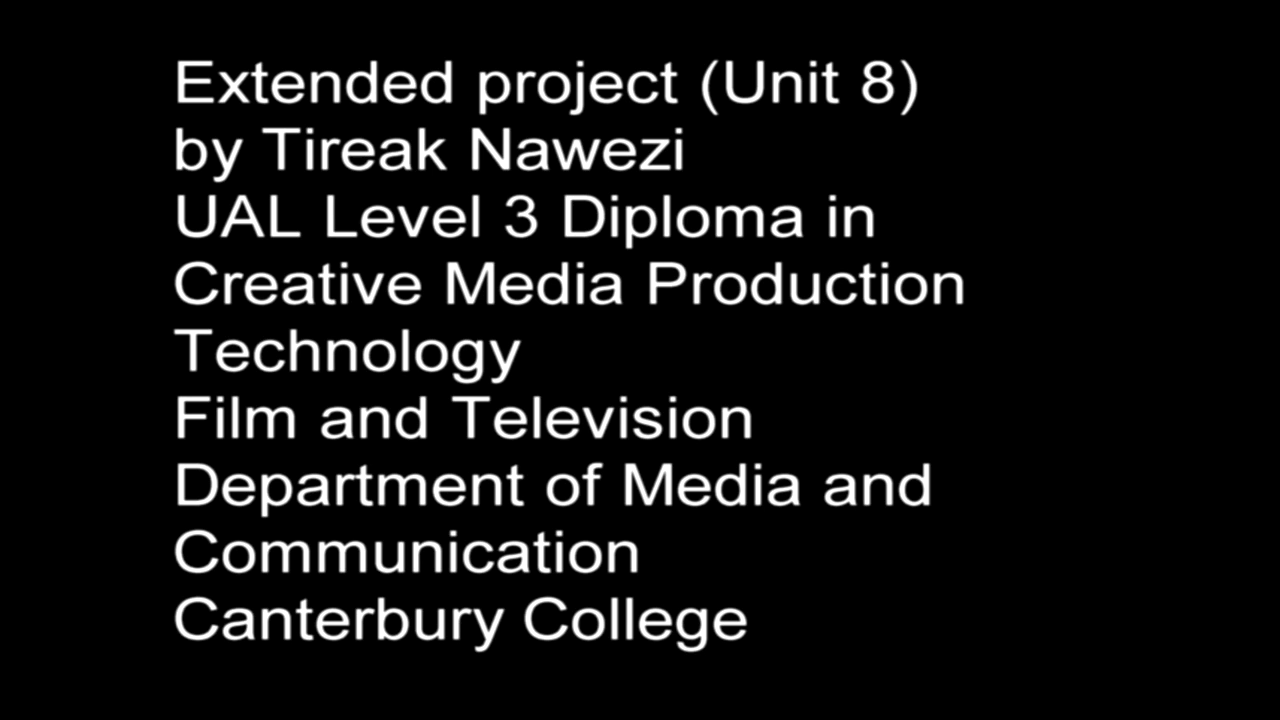 Extended project (Unit 8)
by Tireak Nawezi
UAL Level 3 Diploma in
Creative Media Production
Technology
Film and Television
Department of Media and
Communication
Canterbury College